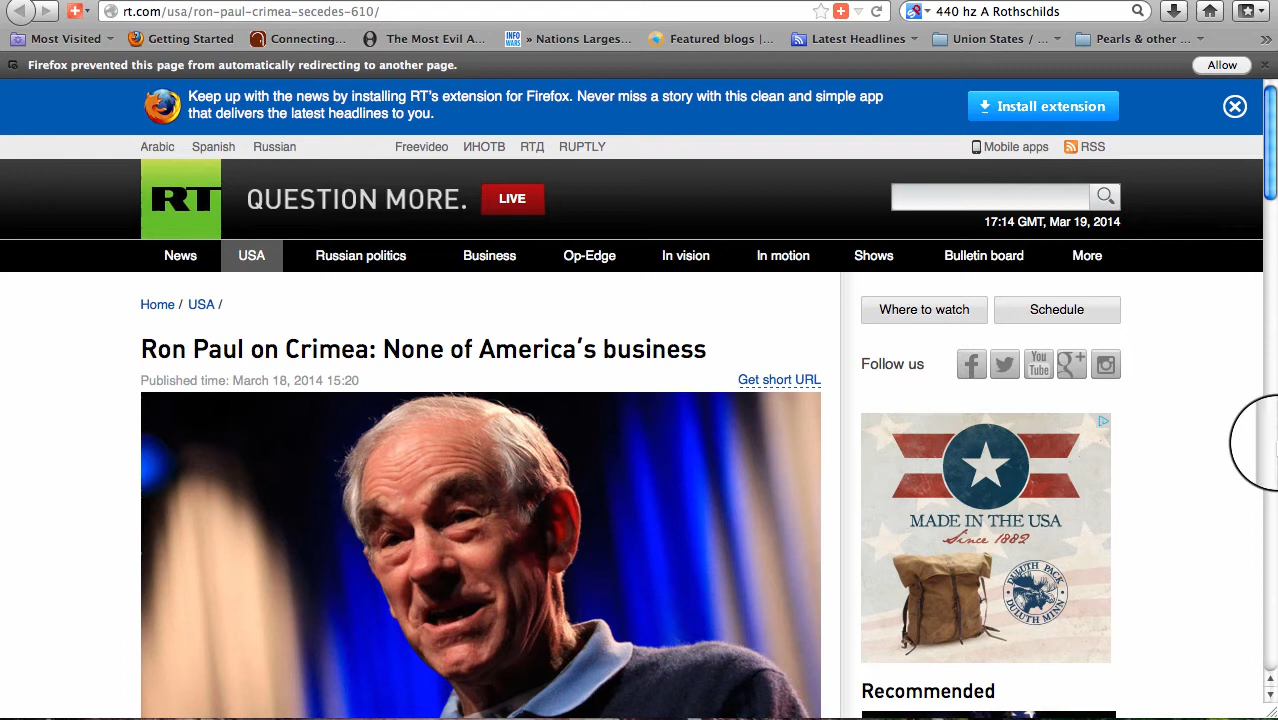 rt.com/usa/ron-paul-crimea-secedes-610/
440 hz A Rothschilds
Most Visited
Getting Started
Connecting...
The Most Evil A...
INFO WARS
» Nations Larges...
Featured blogs |...
Latest Headlines
Union States / ...
Pearls & other ...
Firefox prevented this page from automatically redirecting to another page.
Allow
Keep up with the news by installing RT's extension for Firefox. Never miss a story with this clean and simple app
that delivers the latest headlines to you.
Install extension
Arabic
Spanish
Russian
Freevideo
ИНОТВ
RTД
RUPTLY
Mobile apps
RSS
RT
QUESTION MORE.
LIVE
17:14 GMT, Mar 19, 2014
News
USA
Russian politics
Business
Op-Edge
In vision
In motion
Shows
Bulletin board
More
Home /
USA /
Where to watch
Schedule
Ron Paul on Crimea: None of America's business
Published time: March 18, 2014 15:20
Get short URL
Follow us
You
Tube
g+
MADE IN THE USA
Since 1882
DULUTH PACK
DULUTH MINN
Recommended